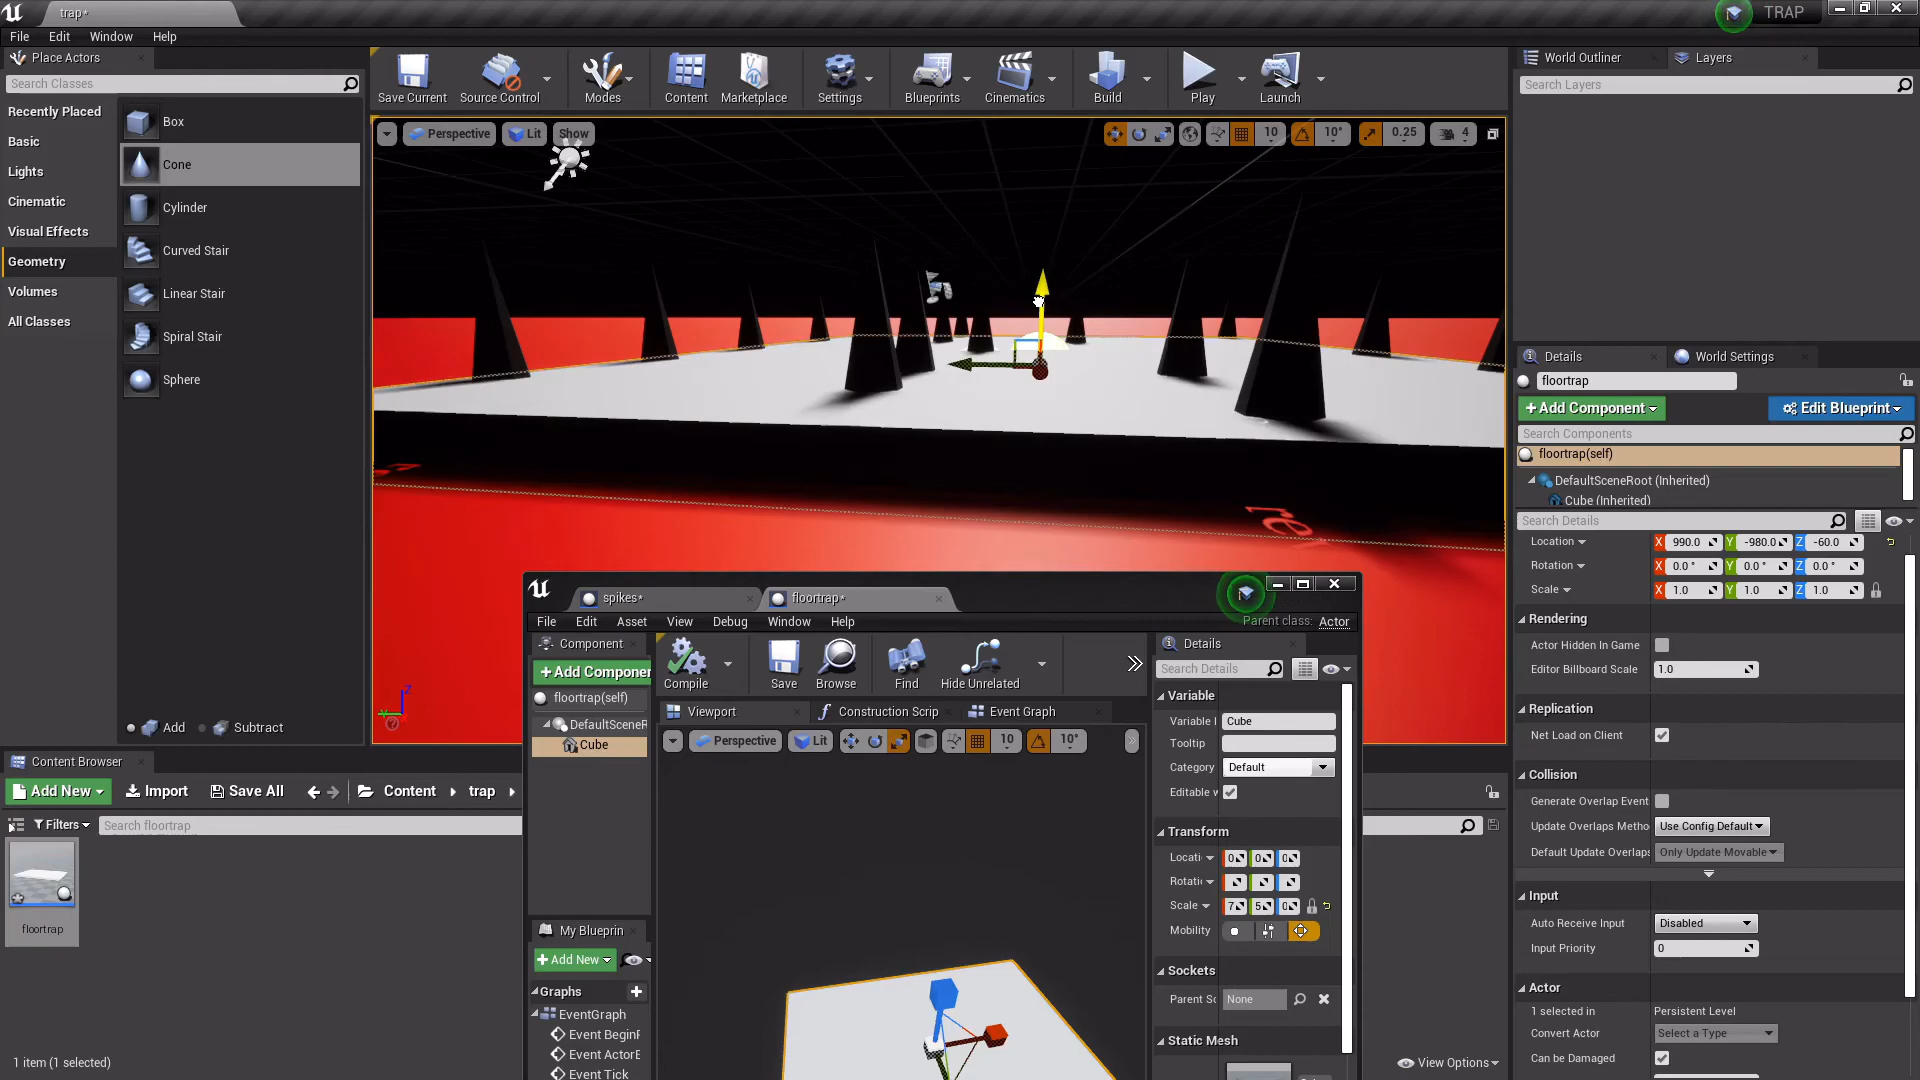 trap*
TRAP
File Edit Window Help
Place Actors
Search Classes
Recently Placed
Basic
Lights
Cinematic
Visual Effects
Geometry
Volumes
All Classes
Box
Cone
Cylinder
Curved Stair
Linear Stair
Spiral Stair
Sphere
Add Subtract
Save Current Source Control Modes Content Marketplace Settings Blueprints Cinematics Build Play Launch
Perspective Lit Show
10 10° 0.25 4
World Outliner Layers
Search Layers
Details World Settings
floortrap
+Add Component Edit Blueprint
Search Components
floortrap(self)
DefaultSceneRoot (Inherited)
Cube (Inherited)
Search Details
Location X 990.0 Y -980.0 Z -60.0
Rotation X 0.0° Y 0.0° Z 0.0°
Scale X 1.0 Y 1.0 Z 1.0
Rendering
Actor Hidden In Game
Editor Billboard Scale 1.0
Replication
Net Load on Client
Collision
Generate Overlap Event
Update Overlaps Metho Use Config Default
Default Update Overlaps Only Update Movable
Input
Auto Receive Input Disabled
Input Priority 0
Actor
1 selected in Persistent Level
Convert Actor Select a Type
Can be Damaged
Content Browser
Add New Import Save All Content trap
Filters Search floortrap
floortrap
1 item (1 selected)
View Options
spikes* floortrap*
File Edit Asset View Debug Window Help
Parent class: Actor
Component
+Add Componen
floortrap(self)
DefaultSceneR
Cube
My Blueprin
+Add New
Graphs
EventGraph
Event BeginP
Event ActorE
Event Tick
Compile Save Browse Find Hide Unrelated
Viewport Construction Scrip Event Graph
Perspective Lit 10 10°
Details
Search Details
Variable
Variable Cube
Tooltip
Category Default
Editable w
Transform
Locati 0 0 0
Rotati
Scale 7 5 0
Mobility
Sockets
Parent Sc None
Static Mesh